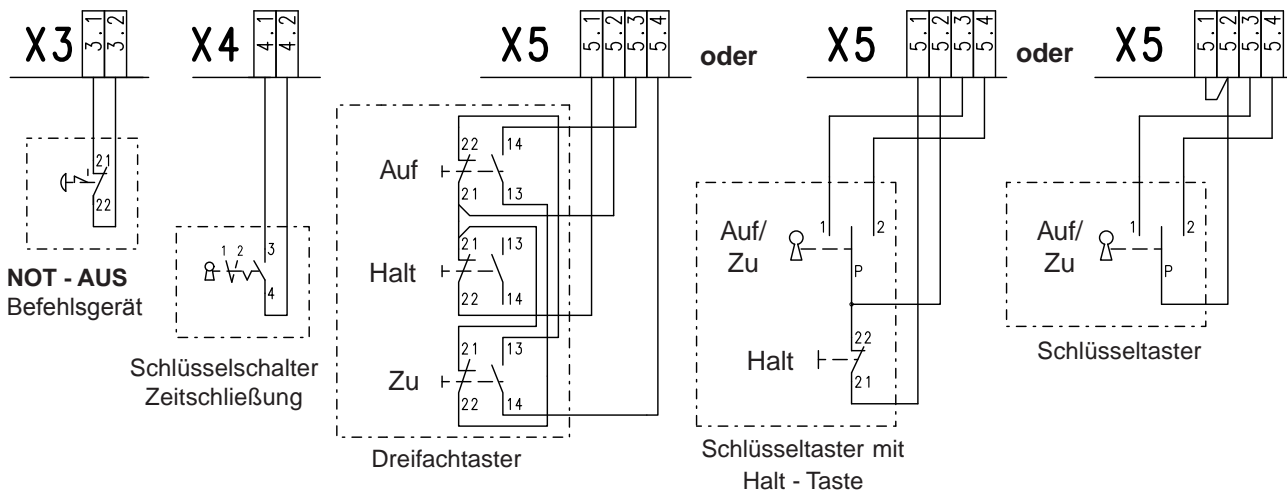 X3
3.1
3.2
X4
4.1
4.2
X5
5.1
5.2
5.3
5.4
oder
X5
5.1
5.2
5.3
5.4
oder
X5
5.1
5.2
5.3
5.4
21
22
NOT - AUS
Befehlsgerät
1 2 3
4
Schlüsselschalter
Zeitschließung
Auf
22
14
21
13
Halt
21
13
22
14
Zu
21
13
22
14
Dreifachtaster
Auf/
Zu
1
2
P
Halt
22
21
Schlüsseltaster mit
Halt - Taste
Auf/
Zu
1
2
P
Schlüsseltaster